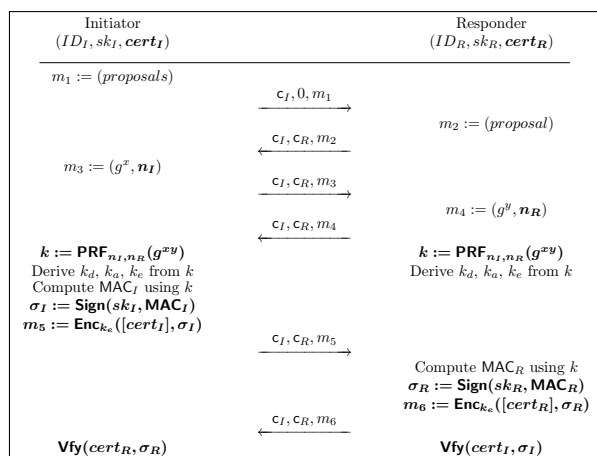 Initiator Responder
(ID_I, sk_I, cert_I) (ID_R, sk_R, cert_R)
m_1 := (proposals)
c_I, 0, m_1
m_2 := (proposal)
c_I, c_R, m_2
m_3 := (g^x, n_I)
c_I, c_R, m_3
m_4 := (g^y, n_R)
c_I, c_R, m_4
k := PRF_{n_I,n_R}(g^{xy}) k := PRF_{n_I,n_R}(g^{xy})
Derive k_d, k_a, k_e from k Derive k_d, k_a, k_e from k
Compute MAC_I using k
σ_I := Sign(sk_I, MAC_I)
m_5 := Enc_{k_e}([cert_I], σ_I)
c_I, c_R, m_5
Compute MAC_R using k
σ_R := Sign(sk_R, MAC_R)
m_6 := Enc_{k_e}([cert_R], σ_R)
c_I, c_R, m_6
Vfy(cert_R, σ_R) Vfy(cert_I, σ_I)